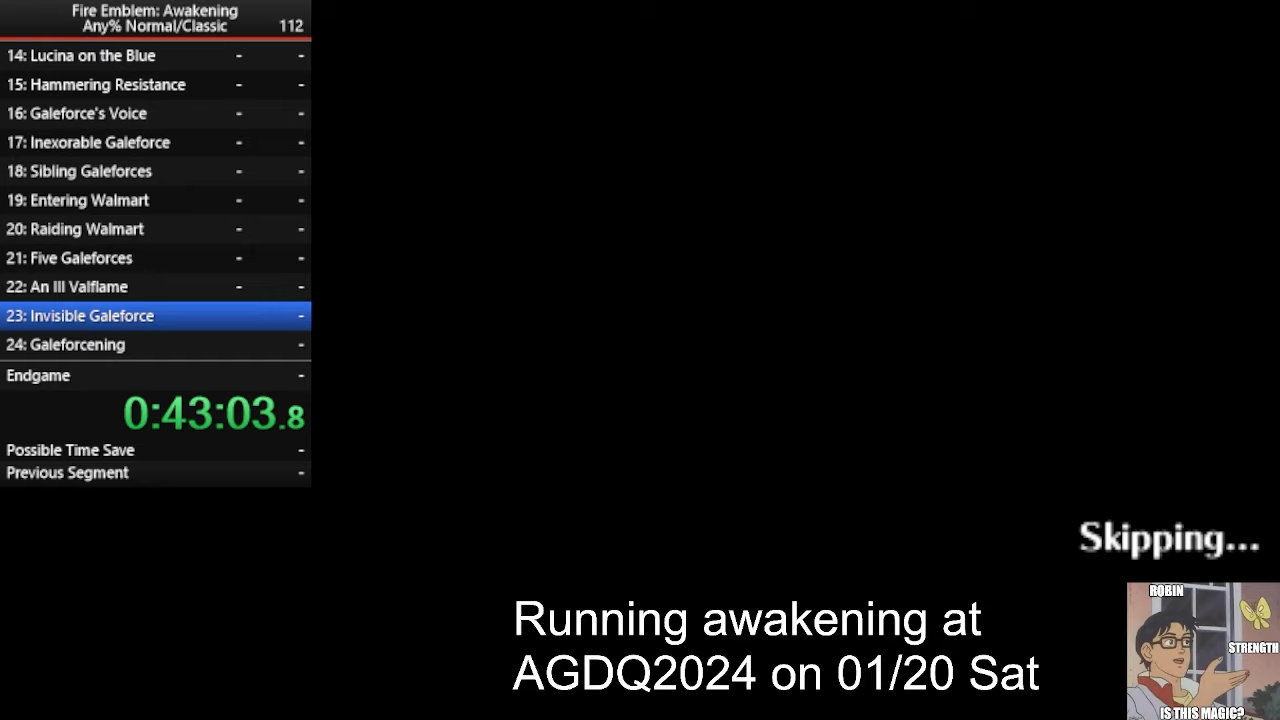 Fire Emblem: Awakening
Any% Normal/Classic 112
14: Lucina on the Blue - -
15: Hammering Resistance - -
16: Galeforce's Voice - -
17: Inexorable Galeforce - -
18: Sibling Galeforces - -
19: Entering Walmart - -
20: Raiding Walmart - -
21: Five Galeforces - -
22: An Ill Valflame - -
23: Invisible Galeforce -
24: Galeforcening -
Endgame -
0:43:03.8
Possible Time Save -
Previous Segment -
Skipping...
Running awakening at
AGDQ2024 on 01/20 Sat
ROBIN
STRENGTH
IS THIS MAGIC?